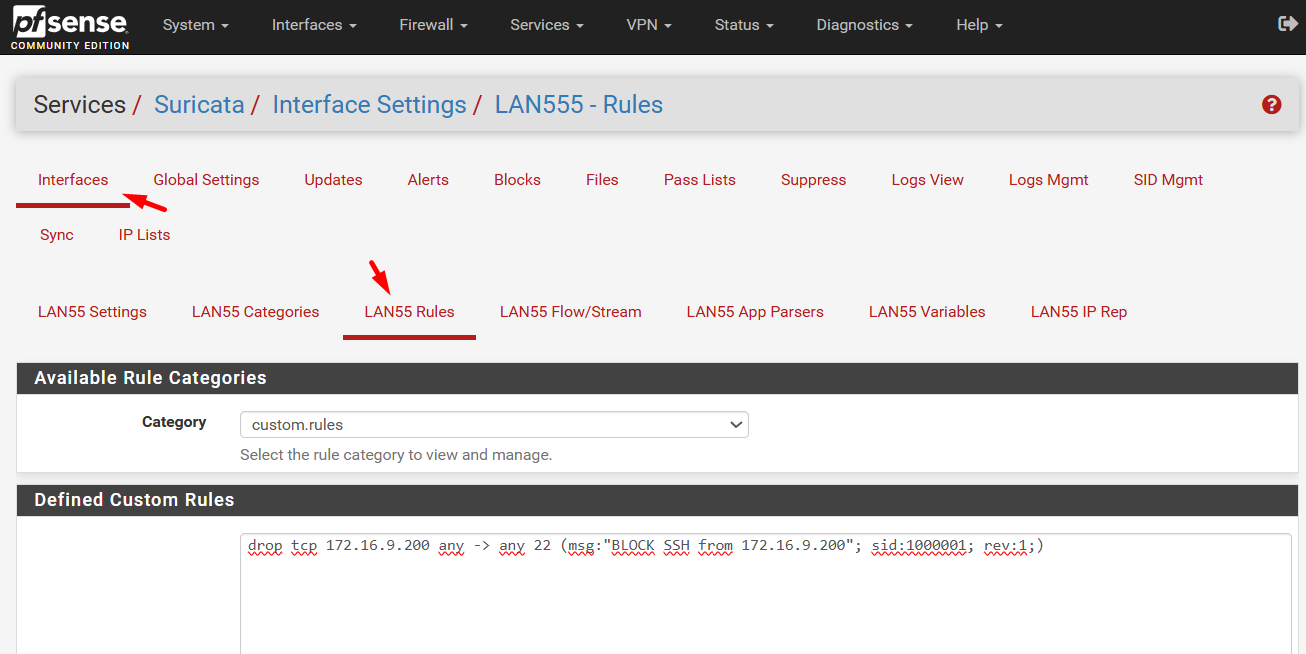 pfsense
COMMUNITY EDITION
System Interfaces Firewall Services VPN Status Diagnostics Help
Services / Suricata / Interface Settings / LAN555 - Rules
Interfaces Global Settings Updates Alerts Blocks Files Pass Lists Suppress Logs View Logs Mgmt SID Mgmt
Sync IP Lists
LAN55 Settings LAN55 Categories LAN55 Rules LAN55 Flow/Stream LAN55 App Parsers LAN55 Variables LAN55 IP Rep
Available Rule Categories
Category custom.rules
Select the rule category to view and manage.
Defined Custom Rules
drop tcp 172.16.9.200 any -> any 22 (msg:"BLOCK SSH from 172.16.9.200"; sid:1000001; rev:1;)